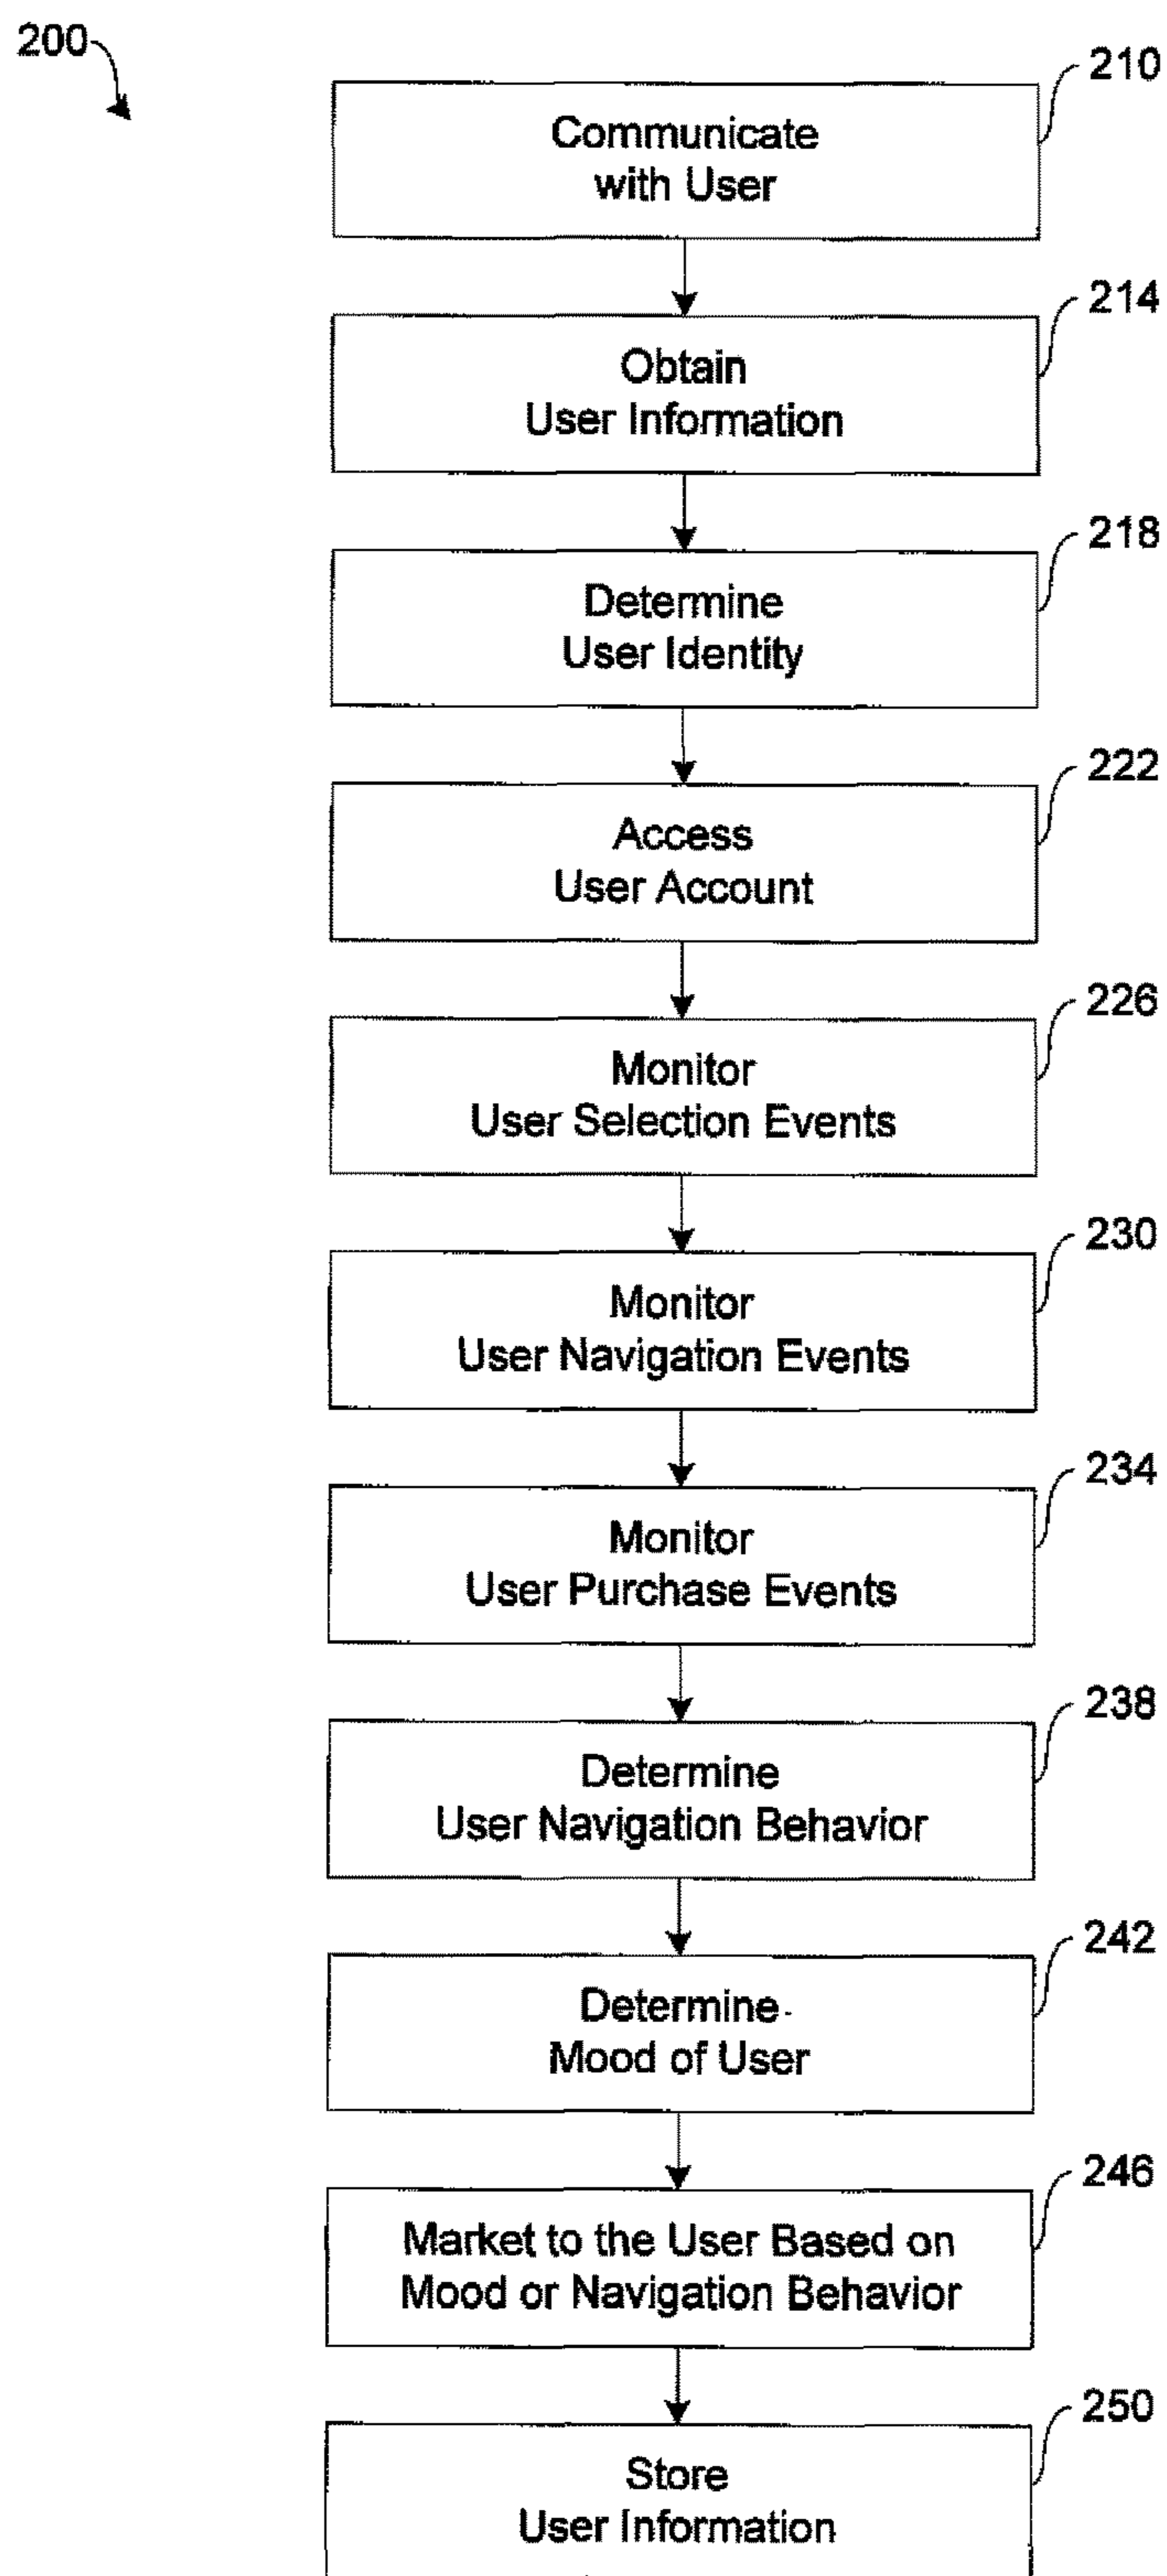 200
210
Communicate
with User
214
Obtain
User Information
218
Determine
User Identity
222
Access
User Account
226
Monitor
User Selection Events
230
Monitor
User Navigation Events
234
Monitor
User Purchase Events
238
Determine
User Navigation Behavior
242
Determine
Mood of User
246
Market to the User Based on
Mood or Navigation Behavior
250
Store
User Information